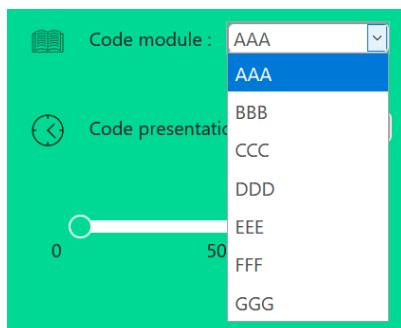 Code module : AAA
AAA
BBB
Code presentatio
CCC
DDD
EEE
0 50
FFF
GGG